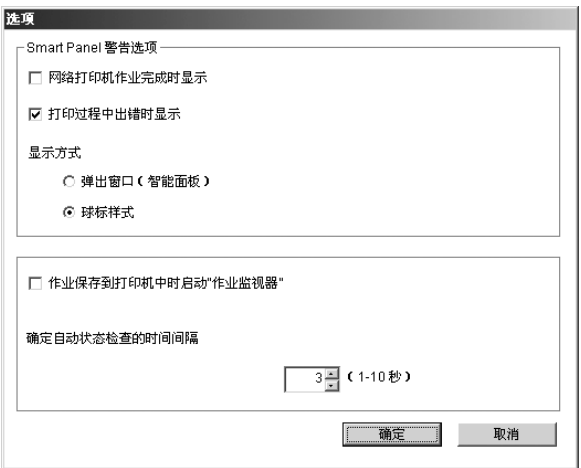 选项
Smart Panel 警告选项
网络打印机作业完成时显示
打印过程中出错时显示
显示方式
弹出窗口(智能面板)
球标样式
作业保存到打印机中时启动"作业监视器"
确定自动状态检查的时间间隔
3 (1-10秒)
确定 取消